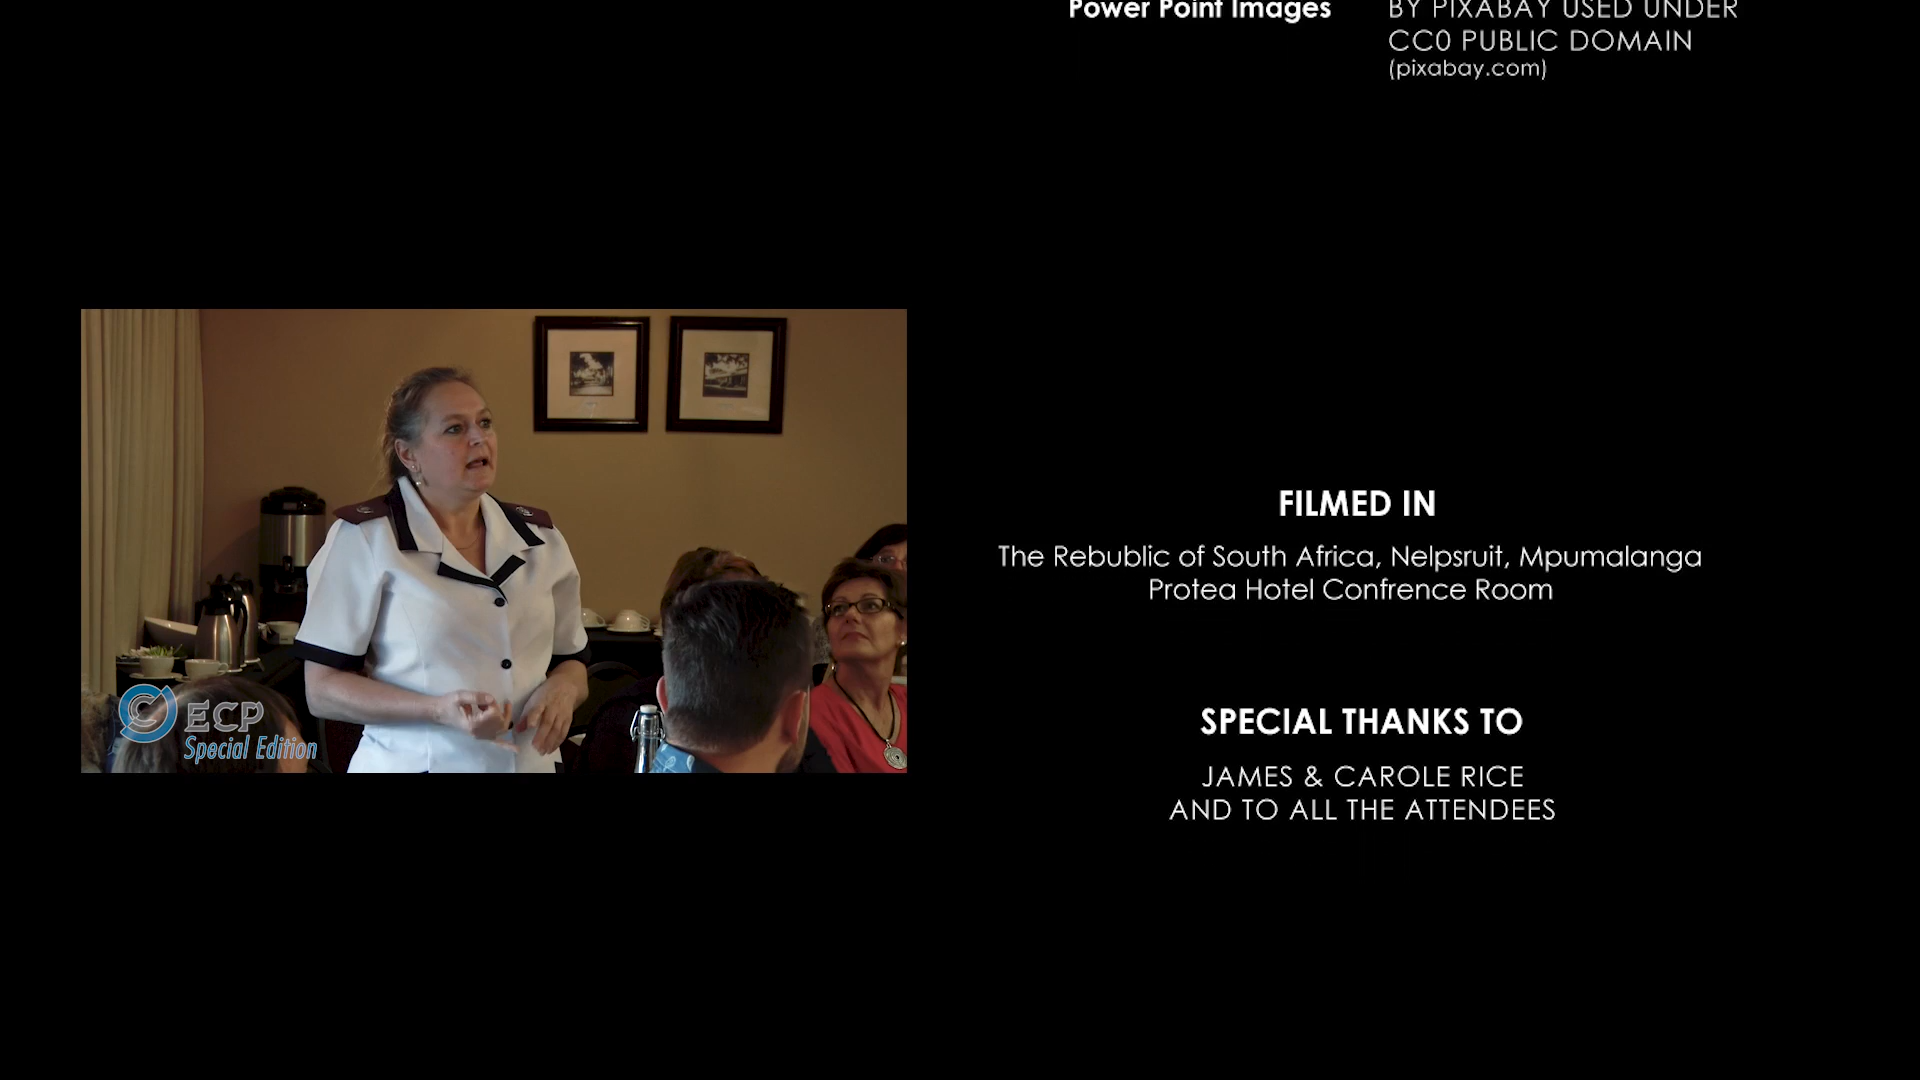 Power Point Images
BY PIXABAY USED UNDER
CC0 PUBLIC DOMAIN
(pixabay.com)
FILMED IN
The Rebublic of South Africa, Nelpsruit, Mpumalanga
Protea Hotel Confrence Room
SPECIAL THANKS TO
JAMES & CAROLE RICE
AND TO ALL THE ATTENDEES
ECP
Special Edition